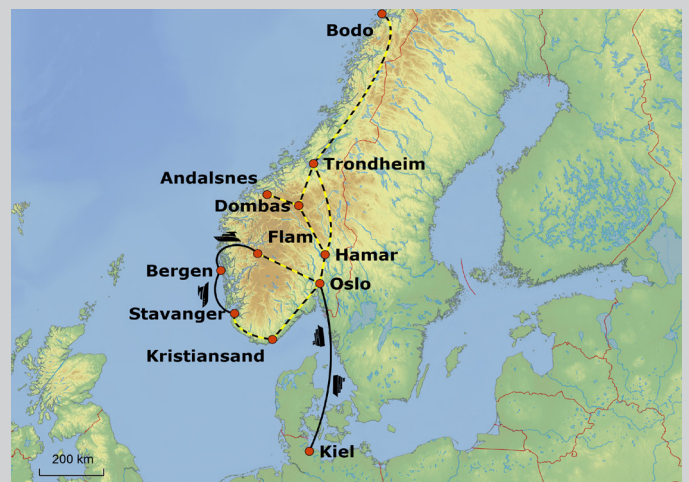 Bodo
Trondheim
Andalsnes
Dombas
Flam
Hamar
Bergen
Oslo
Stavanger
Kristiansand
Kiel
200 km